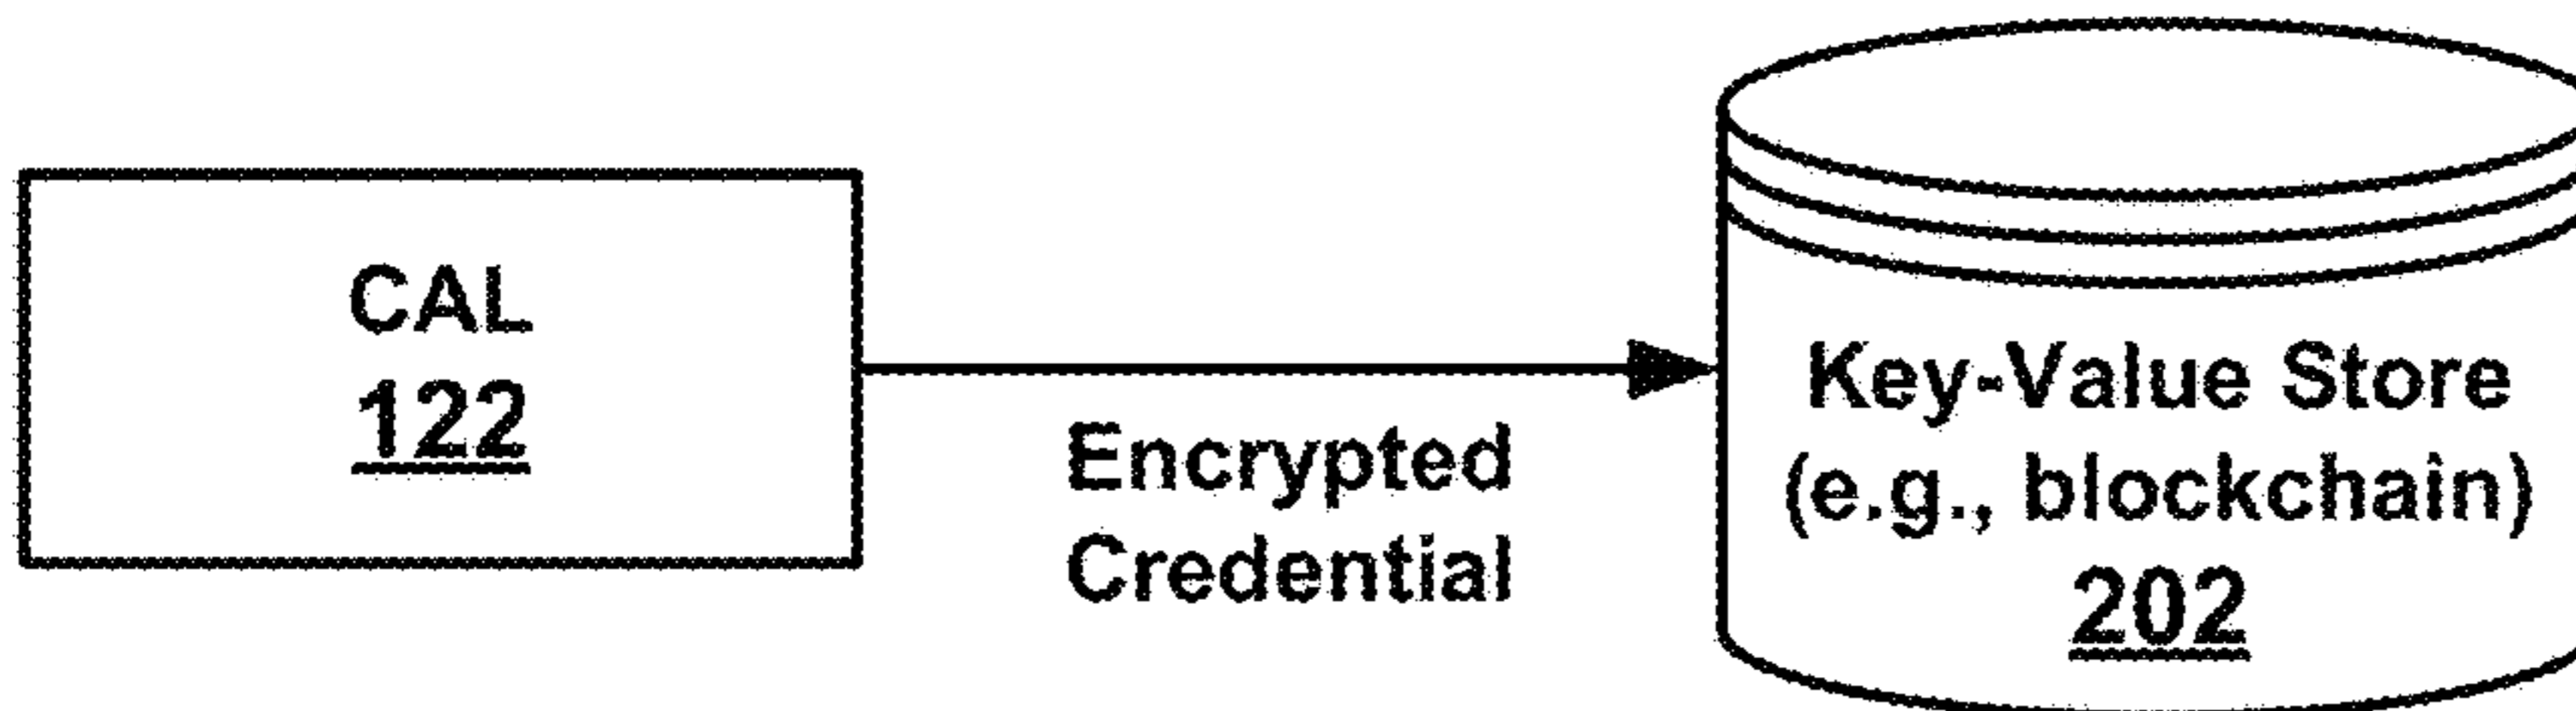 CAL
122
Encrypted
Credential
Key-Value Store
(e.g., blockchain)
202